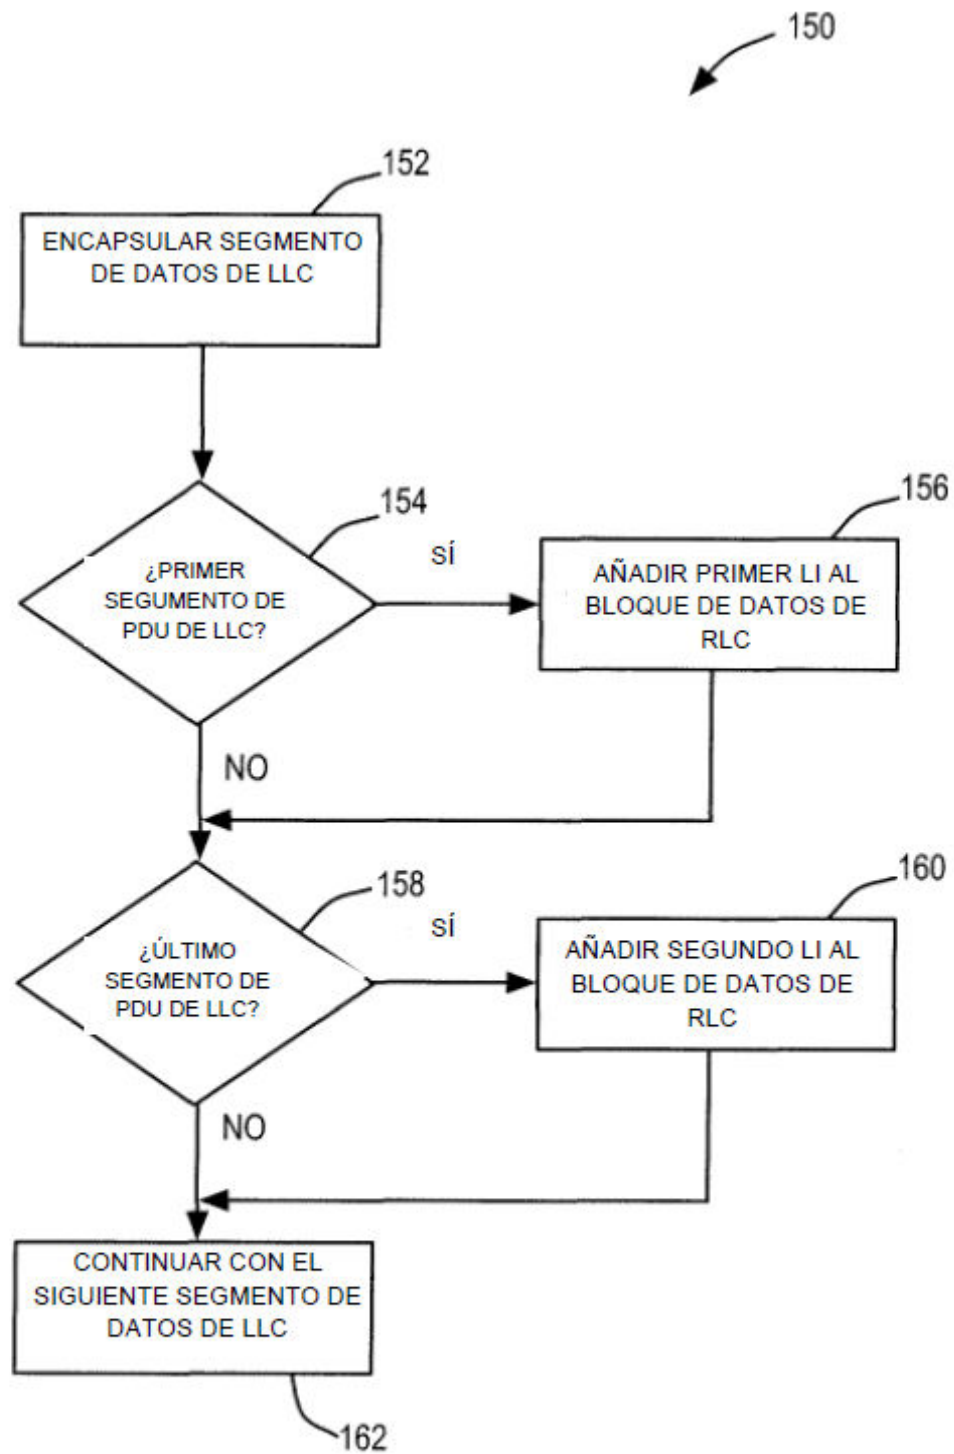 150
152
ENCAPSULAR SEGMENTO
DE DATOS DE LLC
154
¿PRIMER
SEGUMENTO DE
PDU DE LLC?
SÍ
156
AÑADIR PRIMER LI AL
BLOQUE DE DATOS DE
RLC
NO
158
¿ÚLTIMO
SEGMENTO DE
PDU DE LLC?
SÍ
160
AÑADIR SEGUNDO LI AL
BLOQUE DE DATOS DE
RLC
NO
CONTINUAR CON EL
SIGUIENTE SEGMENTO DE
DATOS DE LLC
162